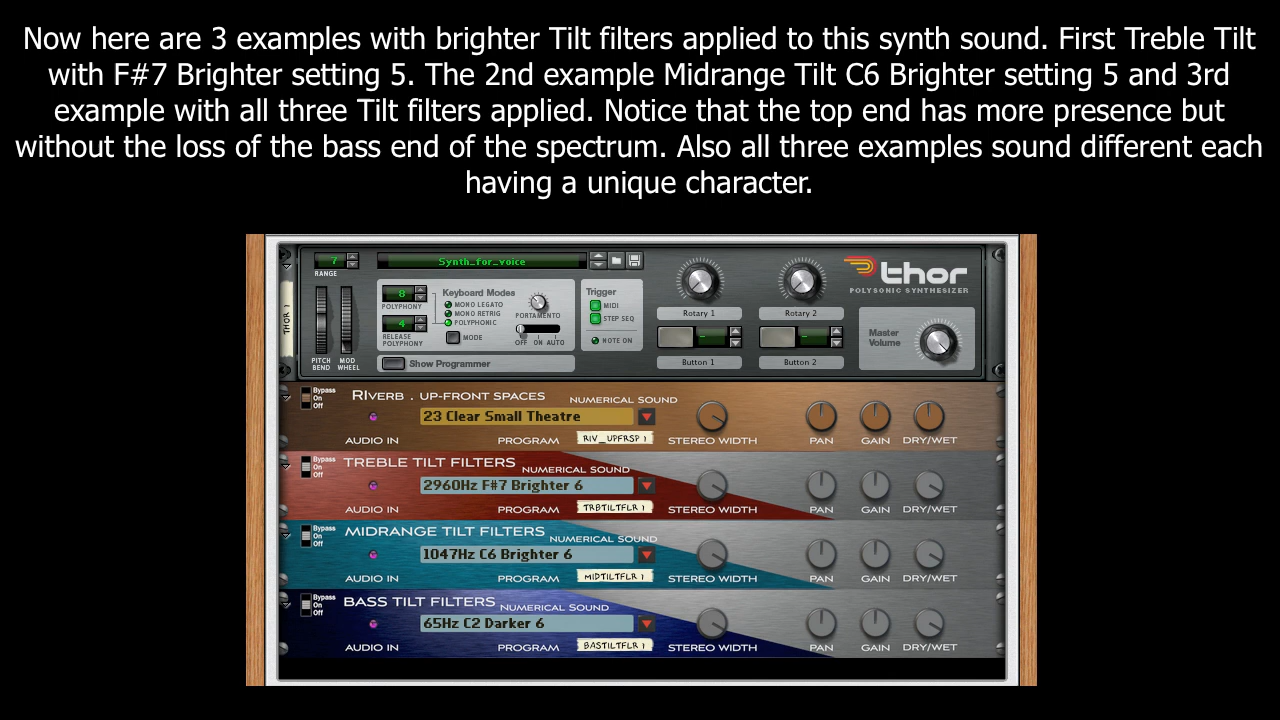 Now here are 3 examples with brighter Tilt filters applied to this synth sound. First Treble Tilt
with F#7 Brighter setting 5. The 2nd example Midrange Tilt C6 Brighter setting 5 and 3rd
example with all three Tilt filters applied. Notice that the top end has more presence but
without the loss of the bass end of the spectrum. Also all three examples sound different each
having a unique character.
7
RANGE
Synth_for_voice
thor
POLYSONIC SYNTHESIZER
THOR 1
PITCH BEND
MOD WHEEL
8
POLYPHONY
4
RELEASE POLYPHONY
Keyboard Modes
MONO LEGATO
MONO RETRIG
POLYPHONIC
MODE
PORTAMENTO
OFF ON AUTO
Trigger
MIDI
STEP SEQ
NOTE ON
Rotary 1
Rotary 2
Button 1
Button 2
Master Volume
Show Programmer
Bypass
On
Off
RIverb . UP-FRONT SPACES
NUMERICAL SOUND
23 Clear Small Theatre
AUDIO IN
PROGRAM
RIV_UPFRSP 1
STEREO WIDTH
PAN
GAIN
DRY/WET
Bypass
On
Off
TREBLE TILT FILTERS
NUMERICAL SOUND
2960Hz F#7 Brighter 6
AUDIO IN
PROGRAM
TRBTILTFLR 1
STEREO WIDTH
PAN
GAIN
DRY/WET
Bypass
On
Off
MIDRANGE TILT FILTERS
NUMERICAL SOUND
1047Hz C6 Brighter 6
AUDIO IN
PROGRAM
MIDTILTFLR 1
STEREO WIDTH
PAN
GAIN
DRY/WET
Bypass
On
Off
BASS TILT FILTERS
NUMERICAL SOUND
65Hz C2 Darker 6
AUDIO IN
PROGRAM
BASTILTFLR 1
STEREO WIDTH
PAN
GAIN
DRY/WET